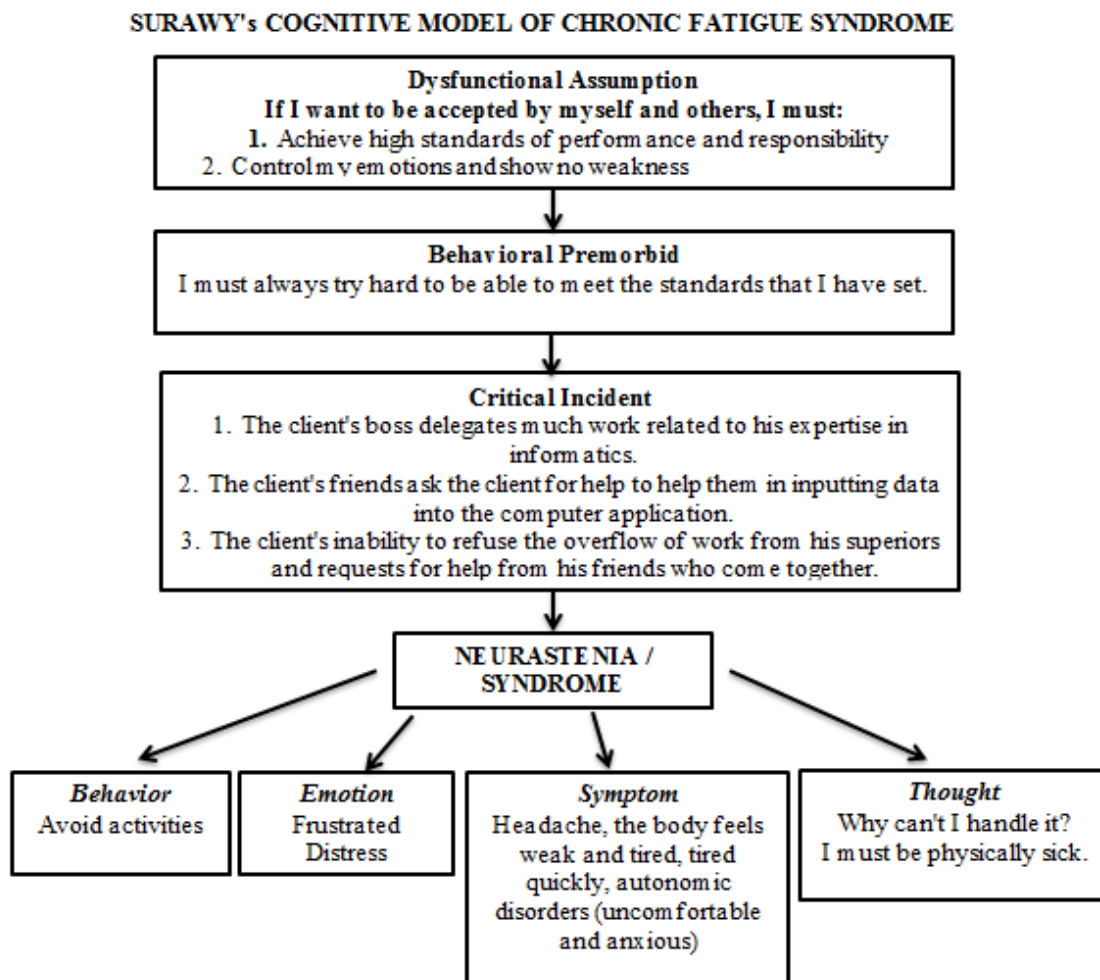 SURAWY's COGNITIVE MODEL OF CHRONIC FATIGUE SYNDROME
Dysfunctional Assumption
If I want to be accepted by myself and others, I must:
1. Achieve high standards of performance and responsibility
2. Control my emotions and show no weakness
Behavioral Premorbid
I must always try hard to be able to meet the standards that I have set.
Critical Incident
1. The client's boss delegates much work related to his expertise in
informatics.
2. The client's friends ask the client for help to help them in inputting data
into the computer application.
3. The client's inability to refuse the overflow of work from his superiors
and requests for help from his friends who come together.
NEURASTENIA /
SYNDROME
Behavior
Avoid activities
Emotion
Frustrated
Distress
Symptom
Headache, the body feels
weak and tired, tired
quickly, autonomic
disorders (uncomfortable
and anxious)
Thought
Why can't I handle it?
I must be physically sick.